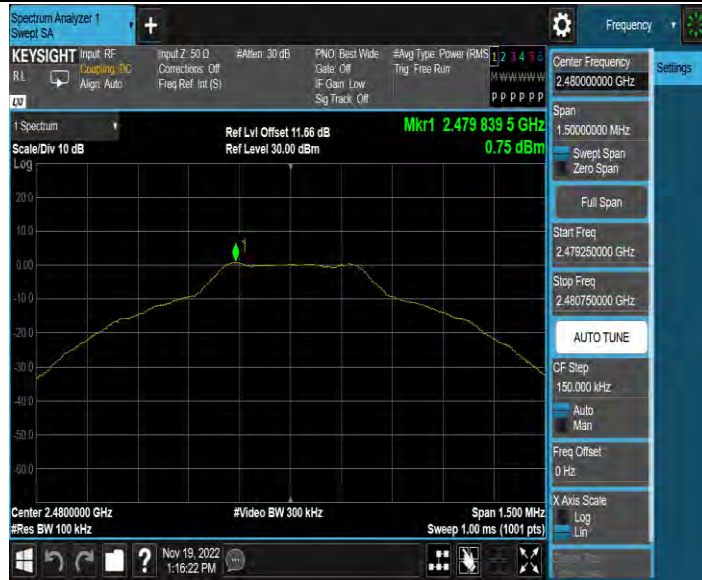 Spectrum Analyzer 1
Swept SA
Frequency
KEYSIGHT
Input: RF
Coupling: DC
Align: Auto
Input Z: 50 Ω
Corrections: Off
Freq Ref: Int (S)
#Atten: 30 dB
PNO: Best Wide
Gate: Off
IF Gain: Low
Sig Track: Off
#Avg Type: Power (RMS
Trig: Free Run
1 2 3 4 5 6
M W W W W W
P P P P P P
RL
LXI
1 Spectrum
Scale/Div 10 dB
Log
Ref Lvl Offset 11.66 dB
Ref Level 30.00 dBm
Mkr1 2.479 839 5 GHz
0.75 dBm
20.0
10.0
0.00
-10.0
-20.0
-30.0
-40.0
-50.0
-60.0
1
Center 2.4800000 GHz
#Res BW 100 kHz
#Video BW 300 kHz
Span 1.500 MHz
Sweep 1.00 ms (1001 pts)
Center Frequency
2.480000000 GHz
Settings
Span
1.50000000 MHz
Swept Span
Zero Span
Full Span
Start Freq
2.479250000 GHz
Stop Freq
2.480750000 GHz
AUTO TUNE
CF Step
150.000 kHz
Auto
Man
Freq Offset
0 Hz
X Axis Scale
Log
Lin
?
Nov 19, 2022
1:16:22 PM